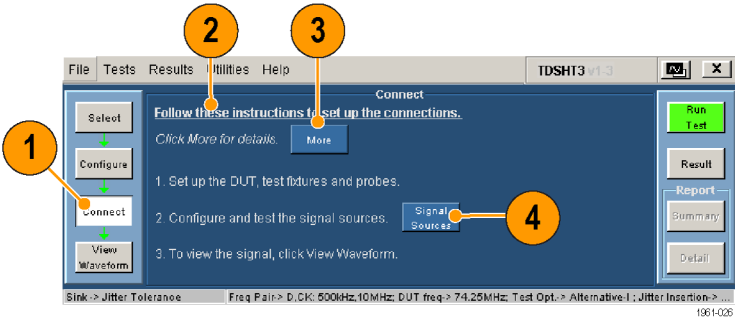 2
3
File Tests Results Utilities Help
TDSHT3 v1-3
X
Connect
Select
Follow these instructions to set up the connections.
Run
Test
Click More for details.
More
1
Configure
Result
1. Set up the DUT, test fixtures and probes.
Report
Connect
2. Configure and test the signal sources.
Signal
Sources
4
Summary
View
Waveform
3. To view the signal, click View Waveform.
Detail
Sink -> Jitter Tolerance
Freq Pair-> D,CK: 500kHz,10MHz; DUT freq-> 74.25MHz; Test Opt.-> Alternative-I ; Jitter Insertion-> ...
1961-026